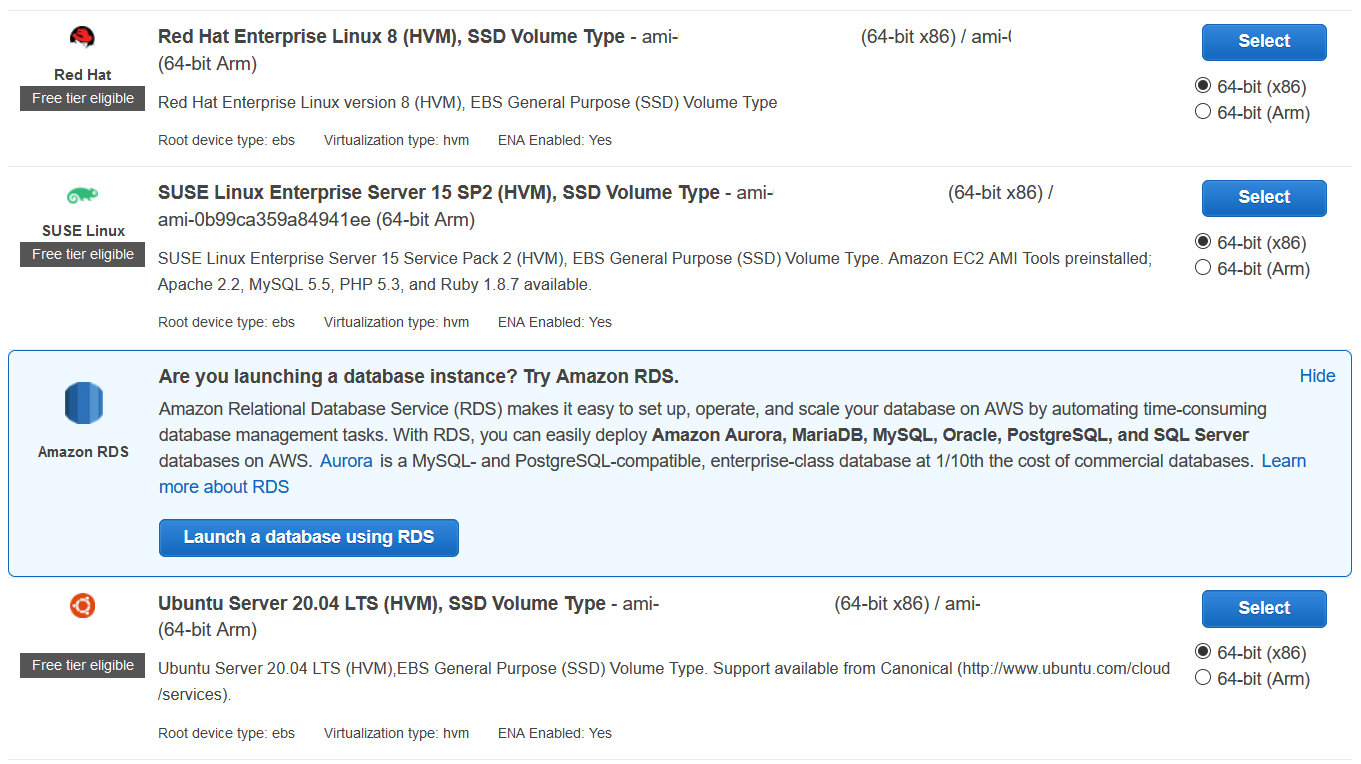 Red Hat Enterprise Linux 8 (HVM), SSD Volume Type - ami- (64-bit x86) / ami-
(64-bit Arm)
Select
Red Hat
Free tier eligible
Red Hat Enterprise Linux version 8 (HVM), EBS General Purpose (SSD) Volume Type
64-bit (x86)
64-bit (Arm)
Root device type: ebs Virtualization type: hvm ENA Enabled: Yes
SUSE Linux Enterprise Server 15 SP2 (HVM), SSD Volume Type - ami- (64-bit x86) /
ami-0b99ca359a84941ee (64-bit Arm)
Select
SUSE Linux
Free tier eligible
SUSE Linux Enterprise Server 15 Service Pack 2 (HVM), EBS General Purpose (SSD) Volume Type. Amazon EC2 AMI Tools preinstalled;
Apache 2.2, MySQL 5.5, PHP 5.3, and Ruby 1.8.7 available.
64-bit (x86)
64-bit (Arm)
Root device type: ebs Virtualization type: hvm ENA Enabled: Yes
Are you launching a database instance? Try Amazon RDS.
Hide
Amazon RDS
Amazon Relational Database Service (RDS) makes it easy to set up, operate, and scale your database on AWS by automating time-consuming
database management tasks. With RDS, you can easily deploy Amazon Aurora, MariaDB, MySQL, Oracle, PostgreSQL, and SQL Server
databases on AWS. Aurora is a MySQL- and PostgreSQL-compatible, enterprise-class database at 1/10th the cost of commercial databases. Learn
more about RDS
Launch a database using RDS
Ubuntu Server 20.04 LTS (HVM), SSD Volume Type - ami- (64-bit x86) / ami-
(64-bit Arm)
Select
Free tier eligible
Ubuntu Server 20.04 LTS (HVM),EBS General Purpose (SSD) Volume Type. Support available from Canonical (http://www.ubuntu.com/cloud
/services).
64-bit (x86)
64-bit (Arm)
Root device type: ebs Virtualization type: hvm ENA Enabled: Yes